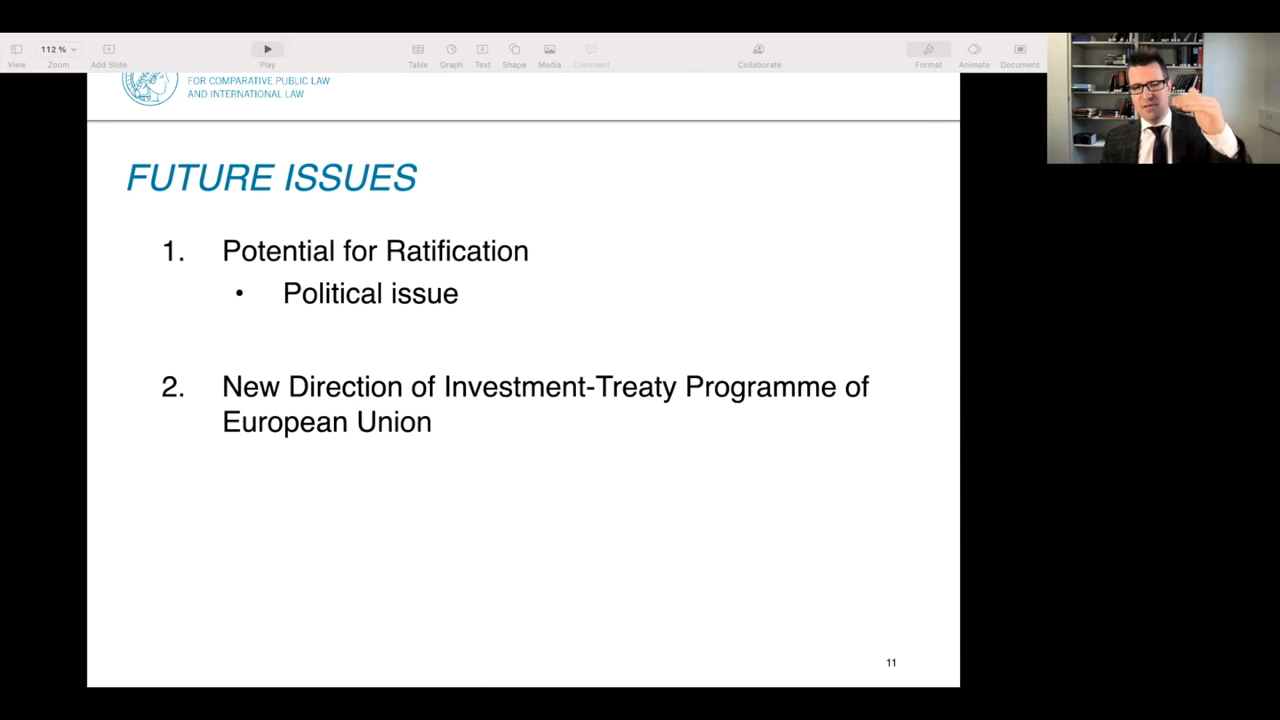 112 %
View
Zoom
Add Slide
Play
Table
Graph
Text
Shape
Media
Comment
Collaborate
Format
Animate
Document
FOR COMPARATIVE PUBLIC LAW
AND INTERNATIONAL LAW
FUTURE ISSUES
1. Potential for Ratification
• Political issue
2. New Direction of Investment-Treaty Programme of
European Union
11